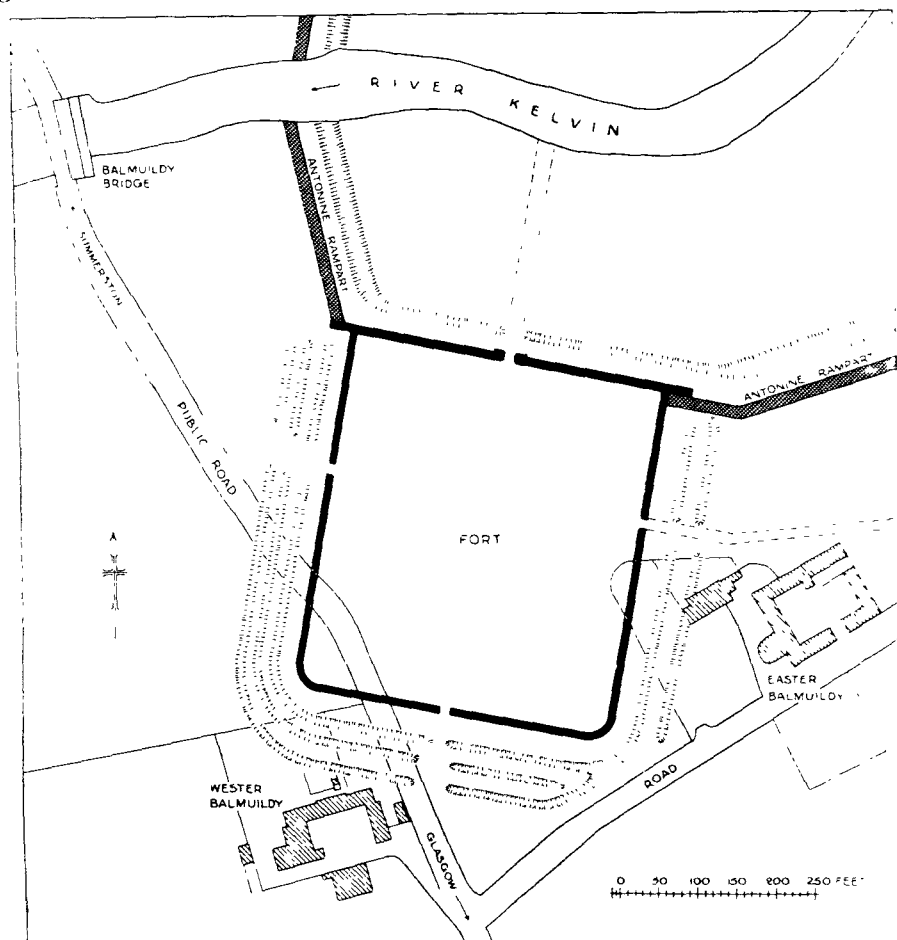 RIVER KELVIN
BALMUILDY
BRIDGE
ANTONINE RAMPART
SUMMERSTON
PUBLIC ROAD
ANTONINE RAMPART
FORT
EASTER
BALMUILDY
WESTER
BALMUILDY
ROAD
GLASGOW
0 50 100 150 200 250 FEET